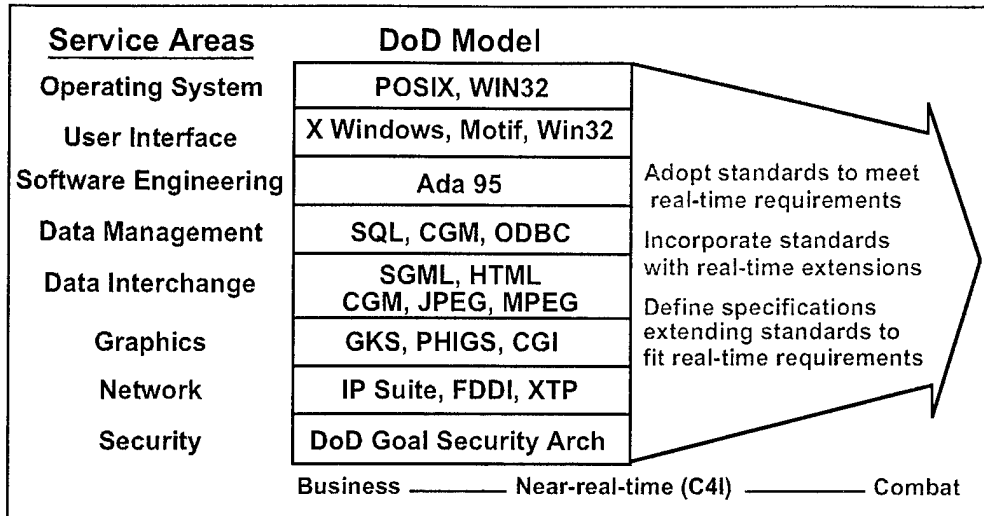 Service Areas DoD Model
Operating System POSIX, WIN32
User Interface X Windows, Motif, Win32
Software Engineering Ada 95
Data Management SQL, CGM, ODBC
Data Interchange SGML, HTML
CGM, JPEG, MPEG
Graphics GKS, PHIGS, CGI
Network IP Suite, FDDI, XTP
Security DoD Goal Security Arch
Adopt standards to meet
real-time requirements
Incorporate standards
with real-time extensions
Define specifications
extending standards to
fit real-time requirements
Business Near-real-time (C4I) Combat